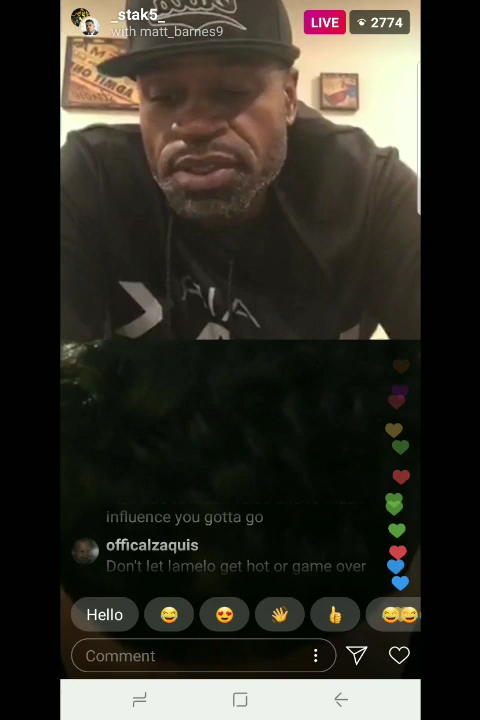 _stak5_
with matt_barnes9
LIVE
2774
influence you gotta go
officalzaquis
Don't let lamelo get hot or game over
Hello
Comment